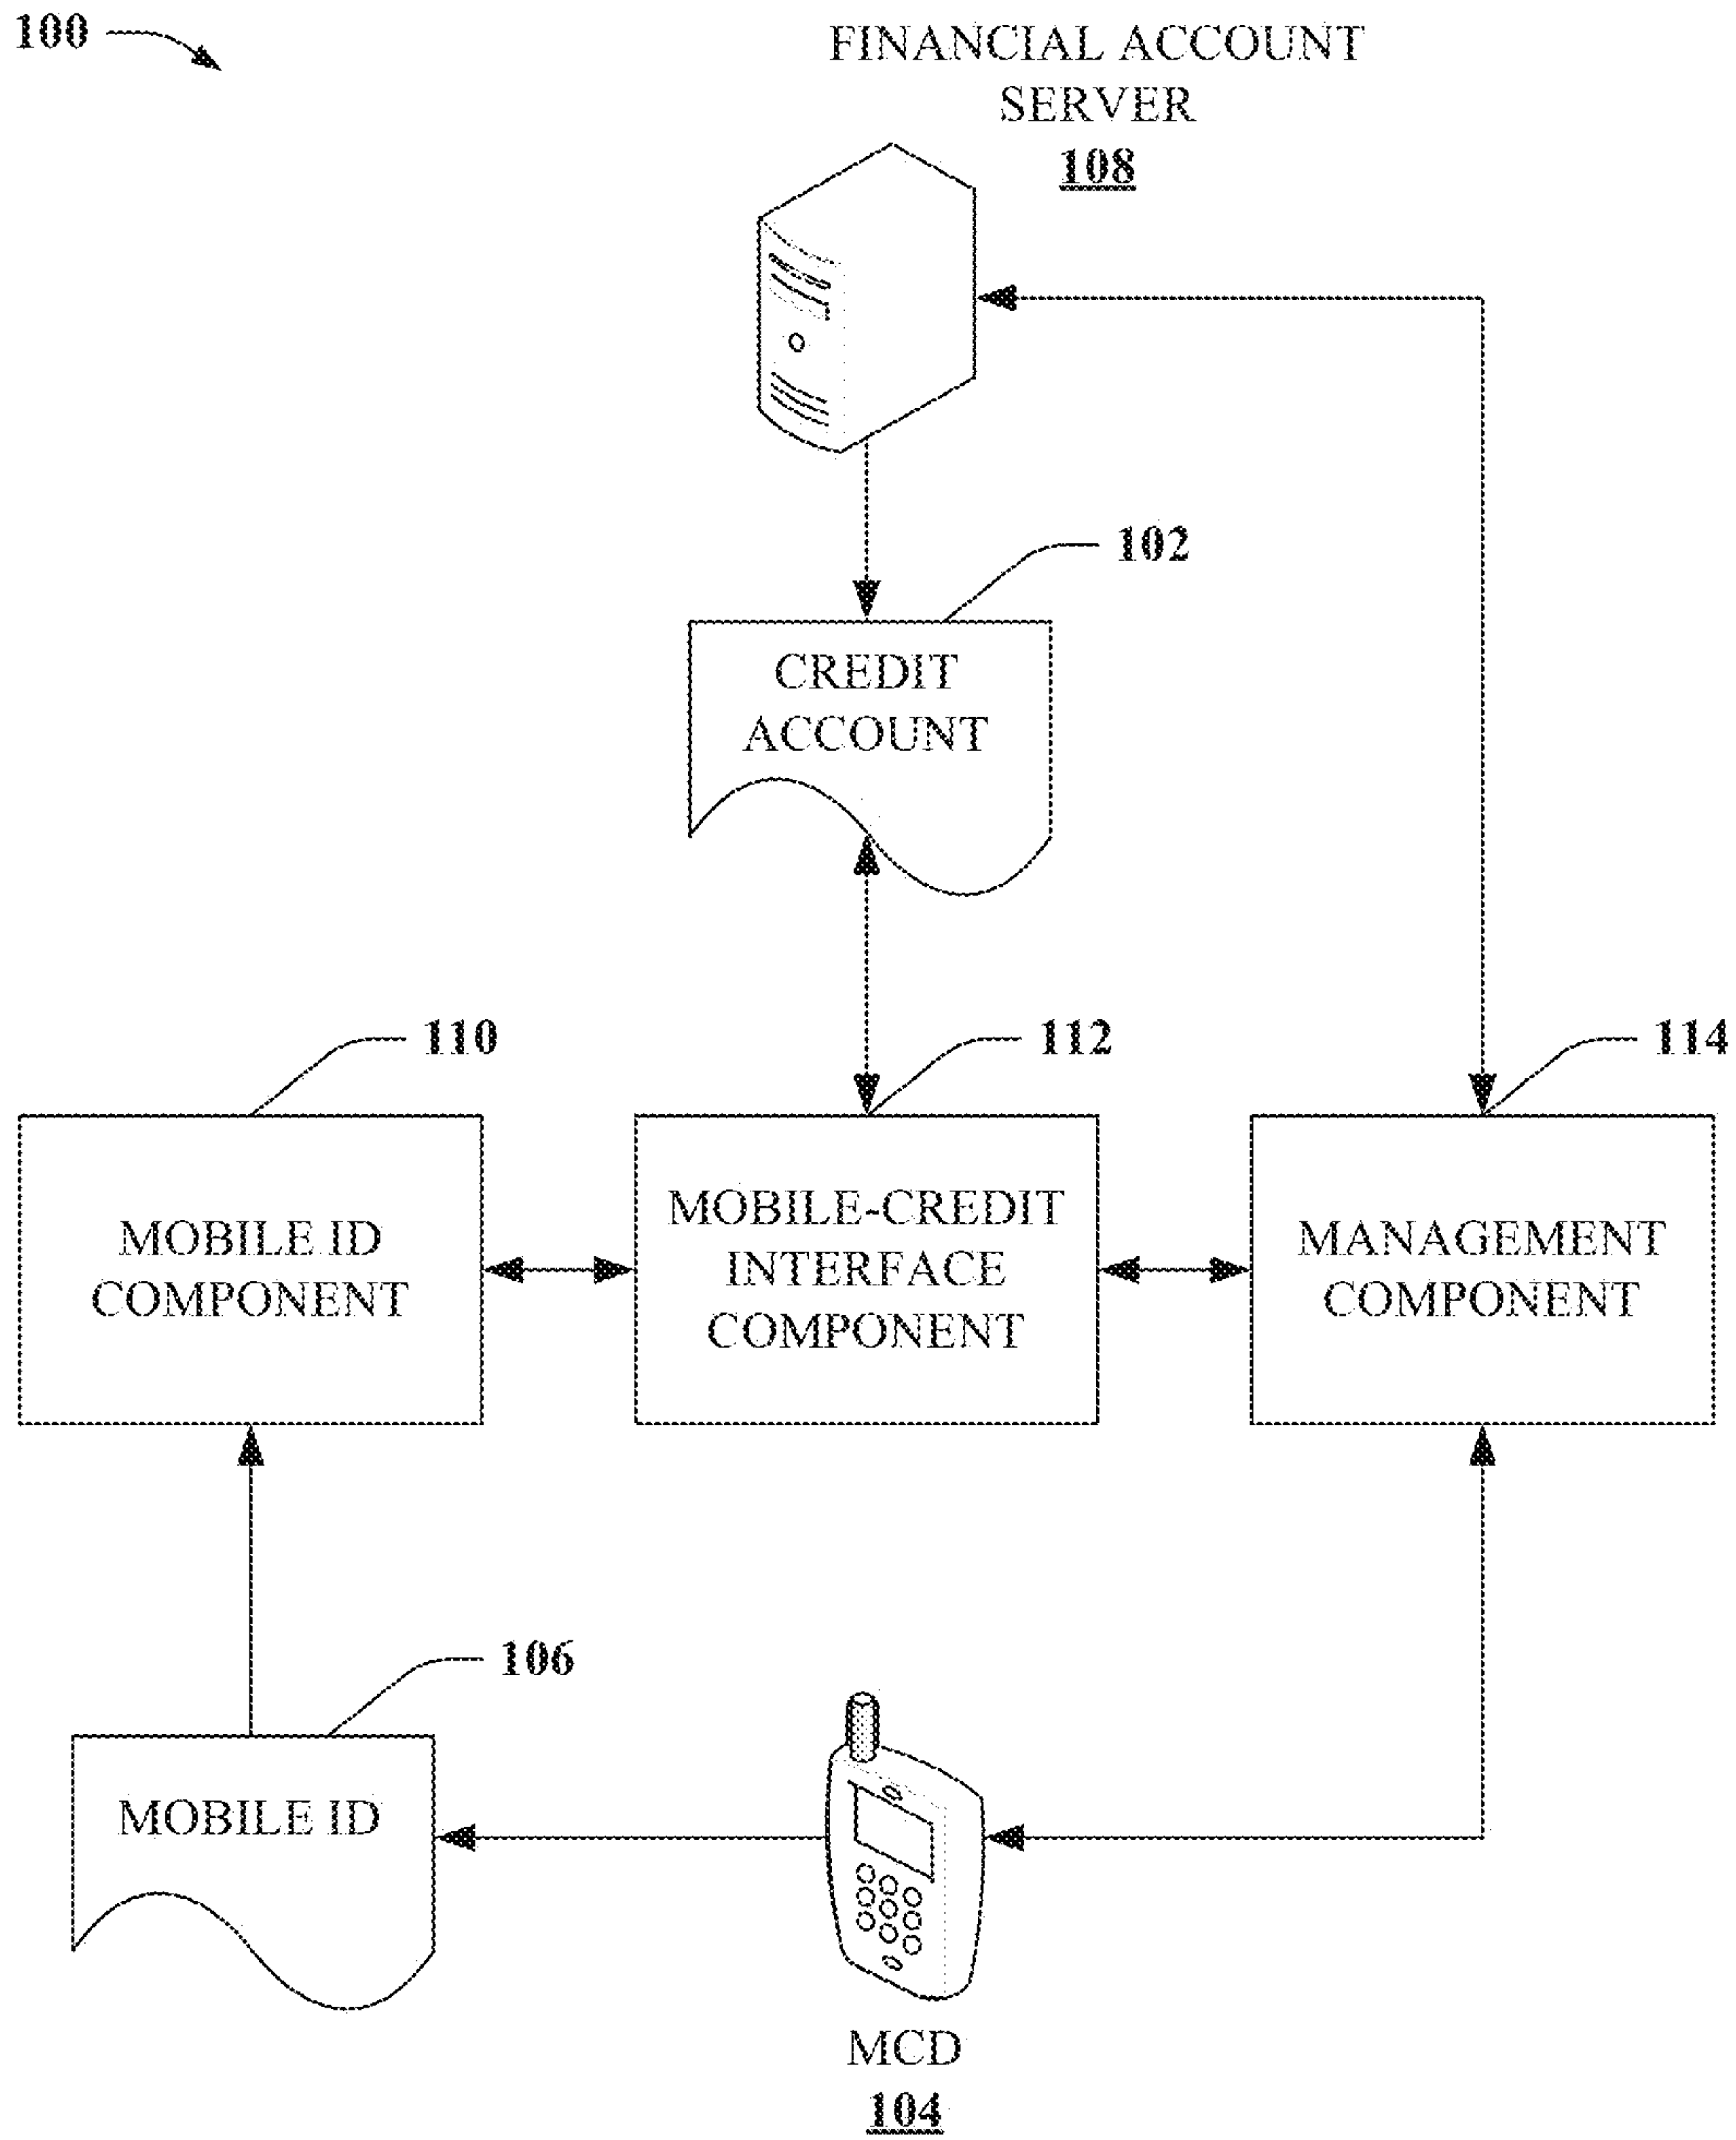 100
FINANCIAL ACCOUNT
SERVER
108
102
CREDIT
ACCOUNT
110
112
114
MOBILE ID
COMPONENT
MOBILE-CREDIT
INTERFACE
COMPONENT
MANAGEMENT
COMPONENT
106
MOBILE ID
MCD
104